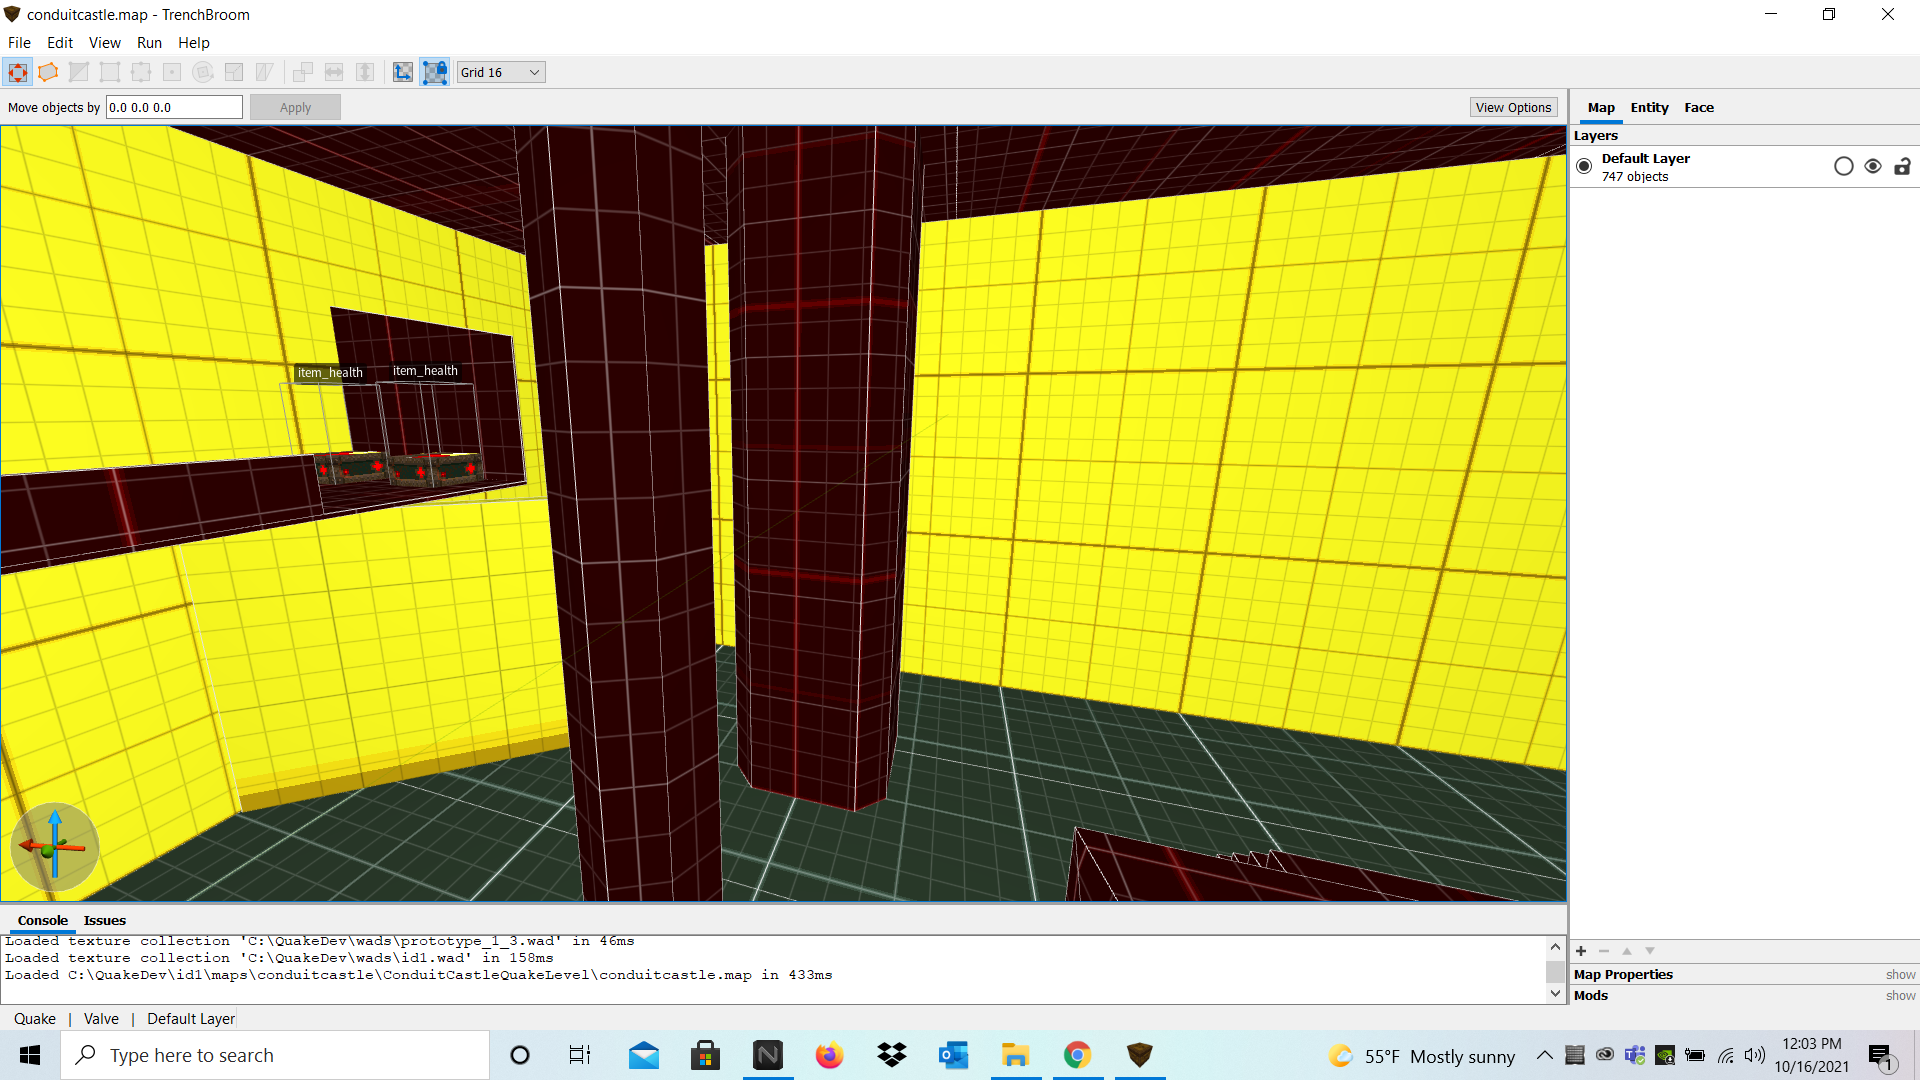 conduitcastle.map - TrenchBroom
File Edit View Run Help
Grid 16
Move objects by 0.0 0.0 0.0 Apply View Options
Map Entity Face
Layers
Default Layer
747 objects
item_health item_health
Console Issues
Loaded texture collection 'C:\QuakeDev\wads\prototype_1_3.wad' in 46ms
Loaded texture collection 'C:\QuakeDev\wads\id1.wad' in 158ms
Loaded C:\QuakeDev\id1\maps\conduitcastle\ConduitCastleQuakeLevel\conduitcastle.map in 433ms
Map Properties show
Mods show
Quake | Valve | Default Layer
Type here to search
55°F Mostly sunny
12:03 PM
10/16/2021
1